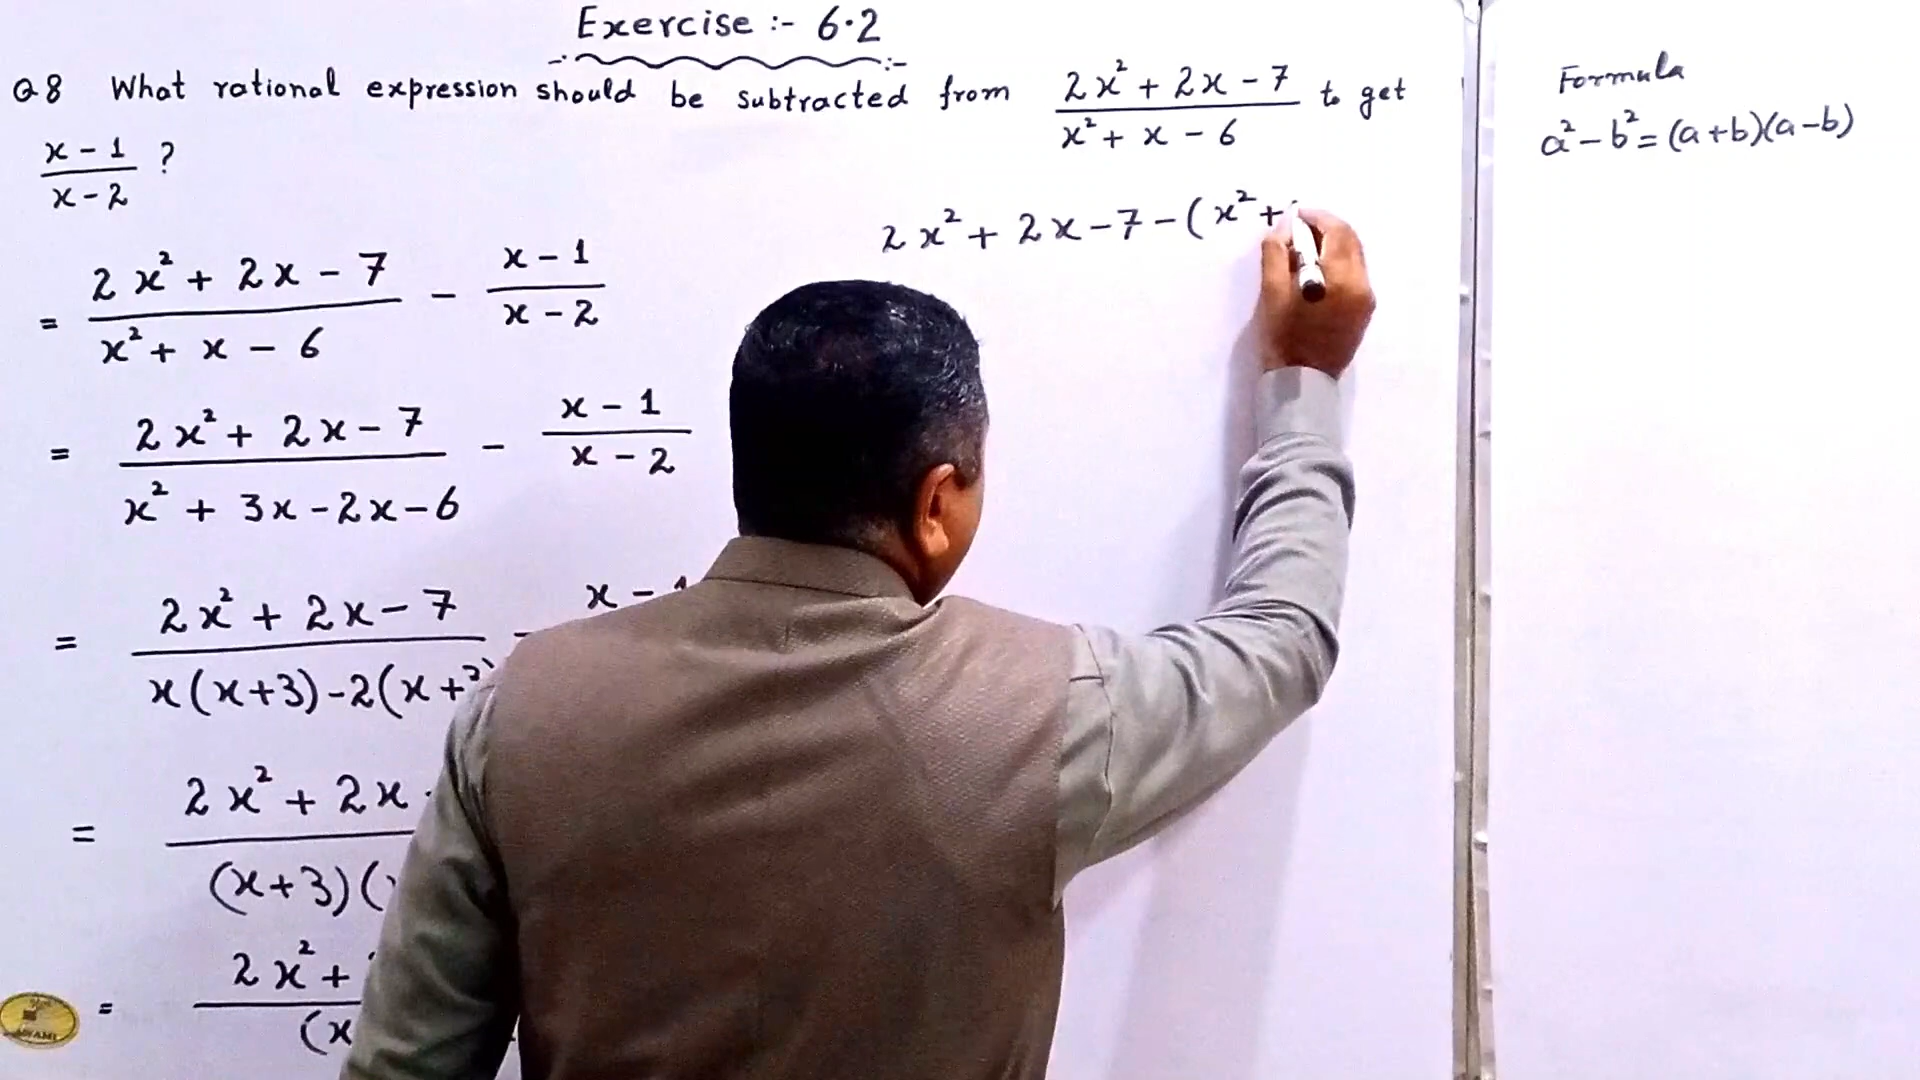 Exercise :- 6.2
Q8 What rational expression should be subtracted from (2x² + 2x - 7)/(x² + x - 6) to get
(x - 1)/(x - 2) ?
= (2x² + 2x - 7)/(x² + x - 6) - (x - 1)/(x - 2)
= (2x² + 2x - 7)/(x² + 3x - 2x - 6) - (x - 1)/(x - 2)
= (2x² + 2x - 7)/(x(x+3) - 2(x+3)) - x - 1
= 2x² + 2x
(x+3)(
= 2x² +
(x
2x² + 2x - 7 - (x² +
Formula
a² - b² = (a+b)(a-b)